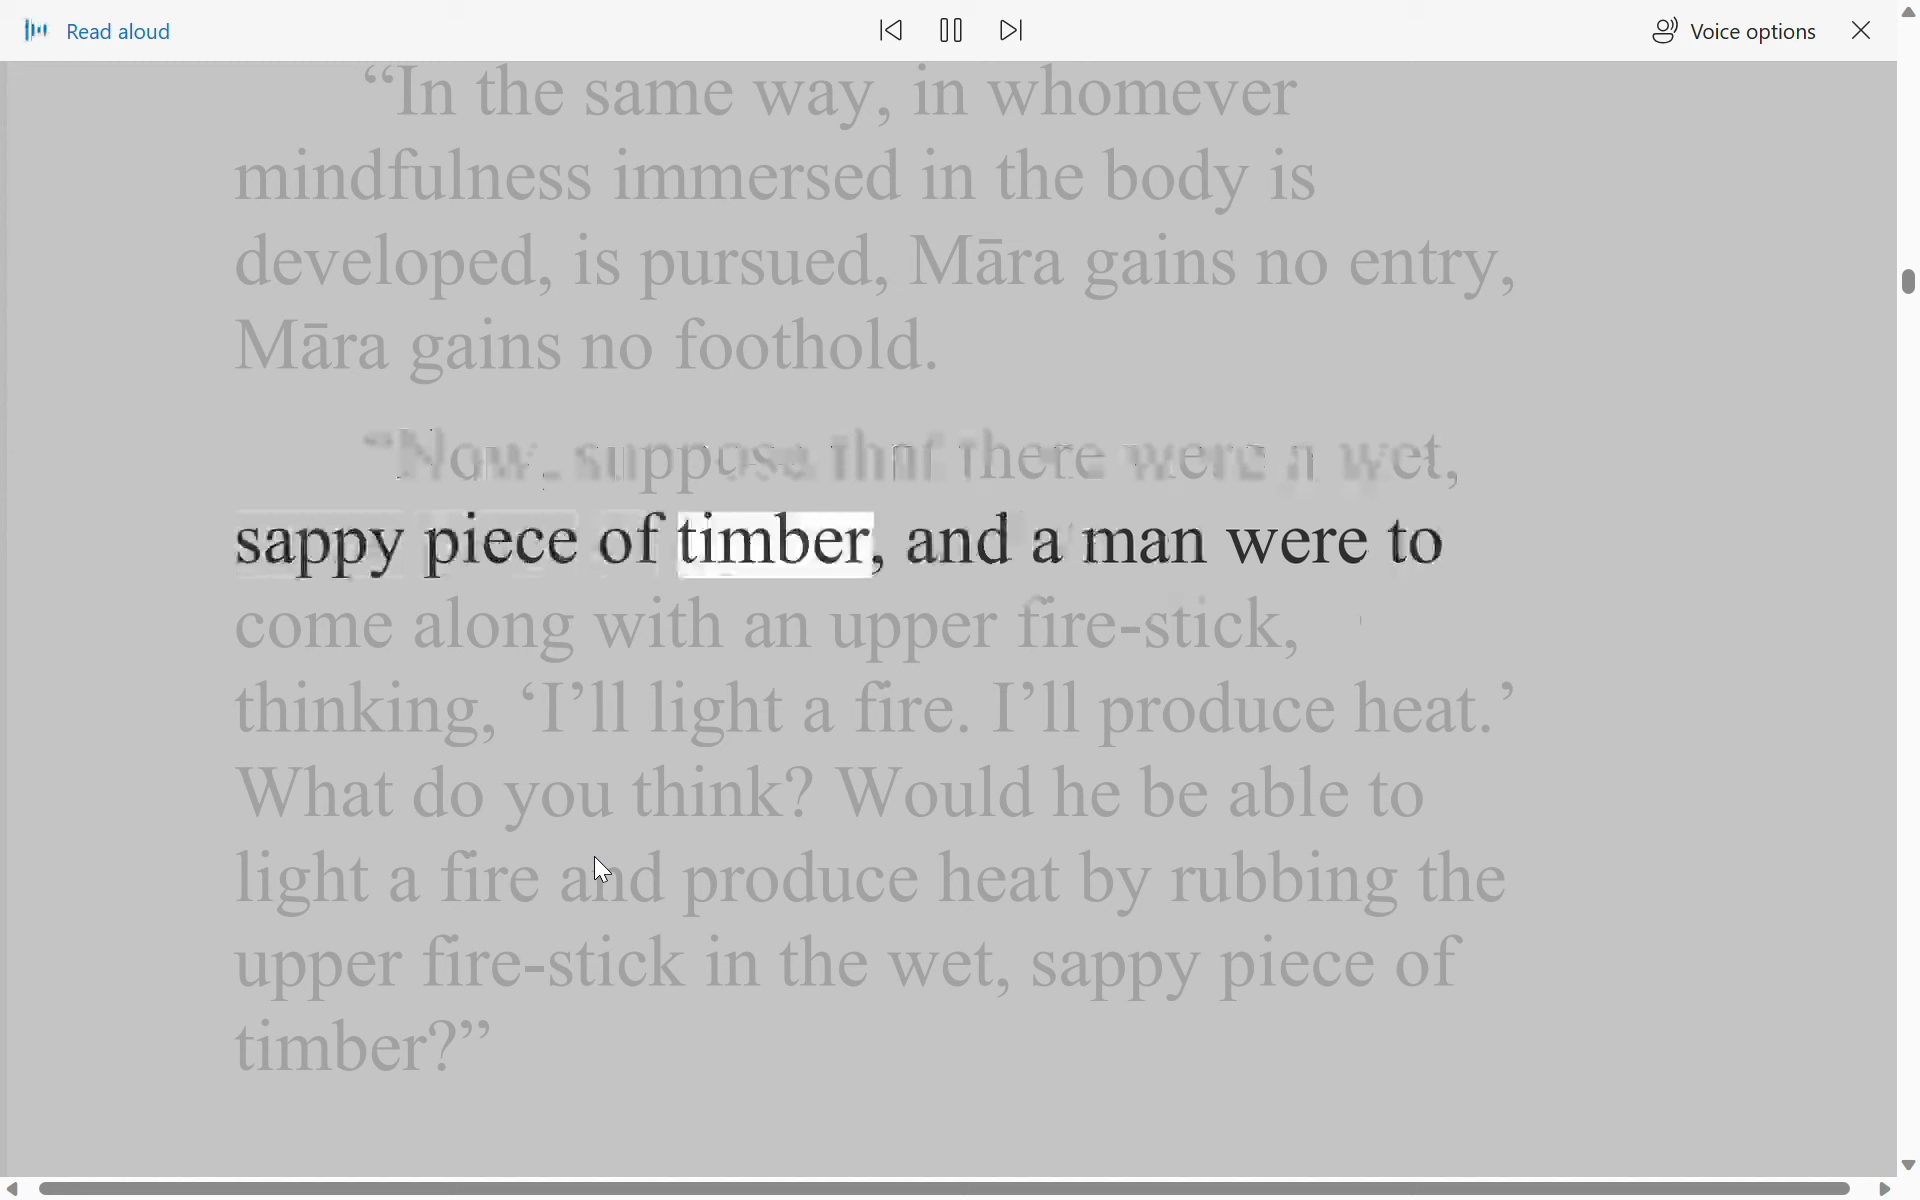 Read aloud
Voice options
“In the same way, in whomever
mindfulness immersed in the body is
developed, is pursued, Māra gains no entry,
Māra gains no foothold.
“Now, suppose that there were a wet,
sappy piece of timber, and a man were to
come along with an upper fire-stick,
thinking, ‘I’ll light a fire. I’ll produce heat.’
What do you think? Would he be able to
light a fire and produce heat by rubbing the
upper fire-stick in the wet, sappy piece of
timber?”